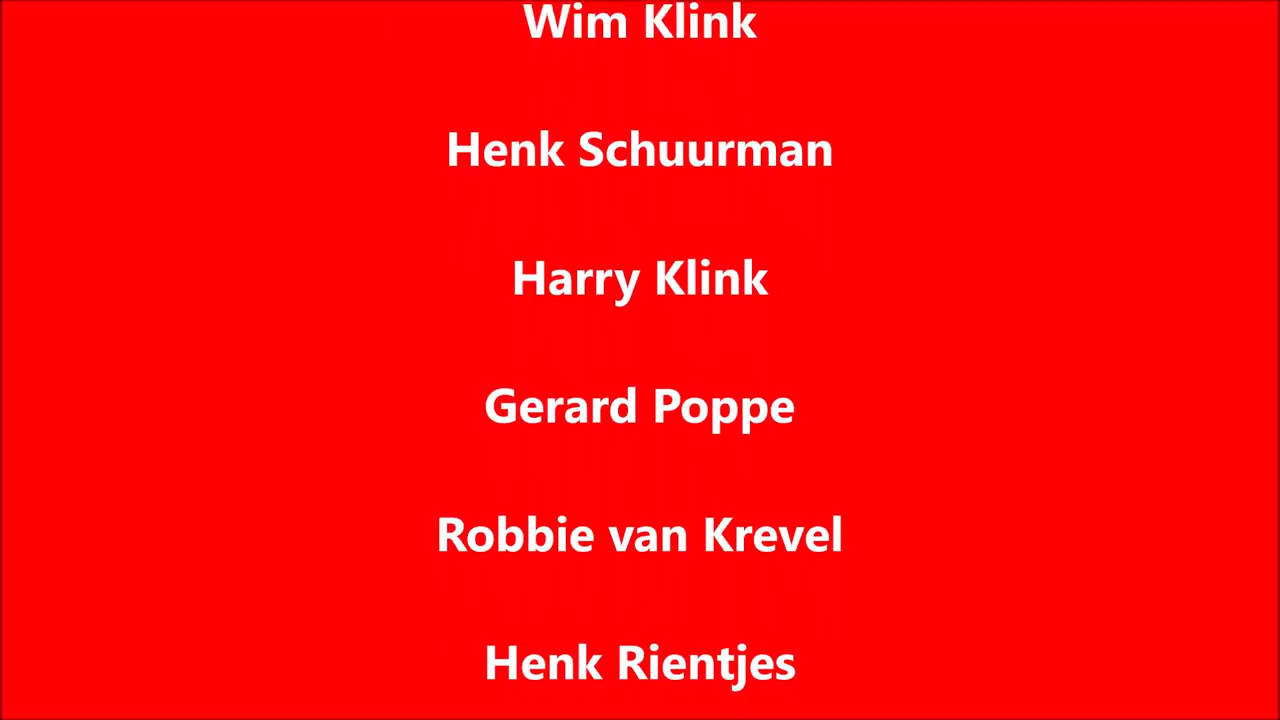 Wim Klink
Henk Schuurman
Harry Klink
Gerard Poppe
Robbie van Krevel
Henk Rientjes